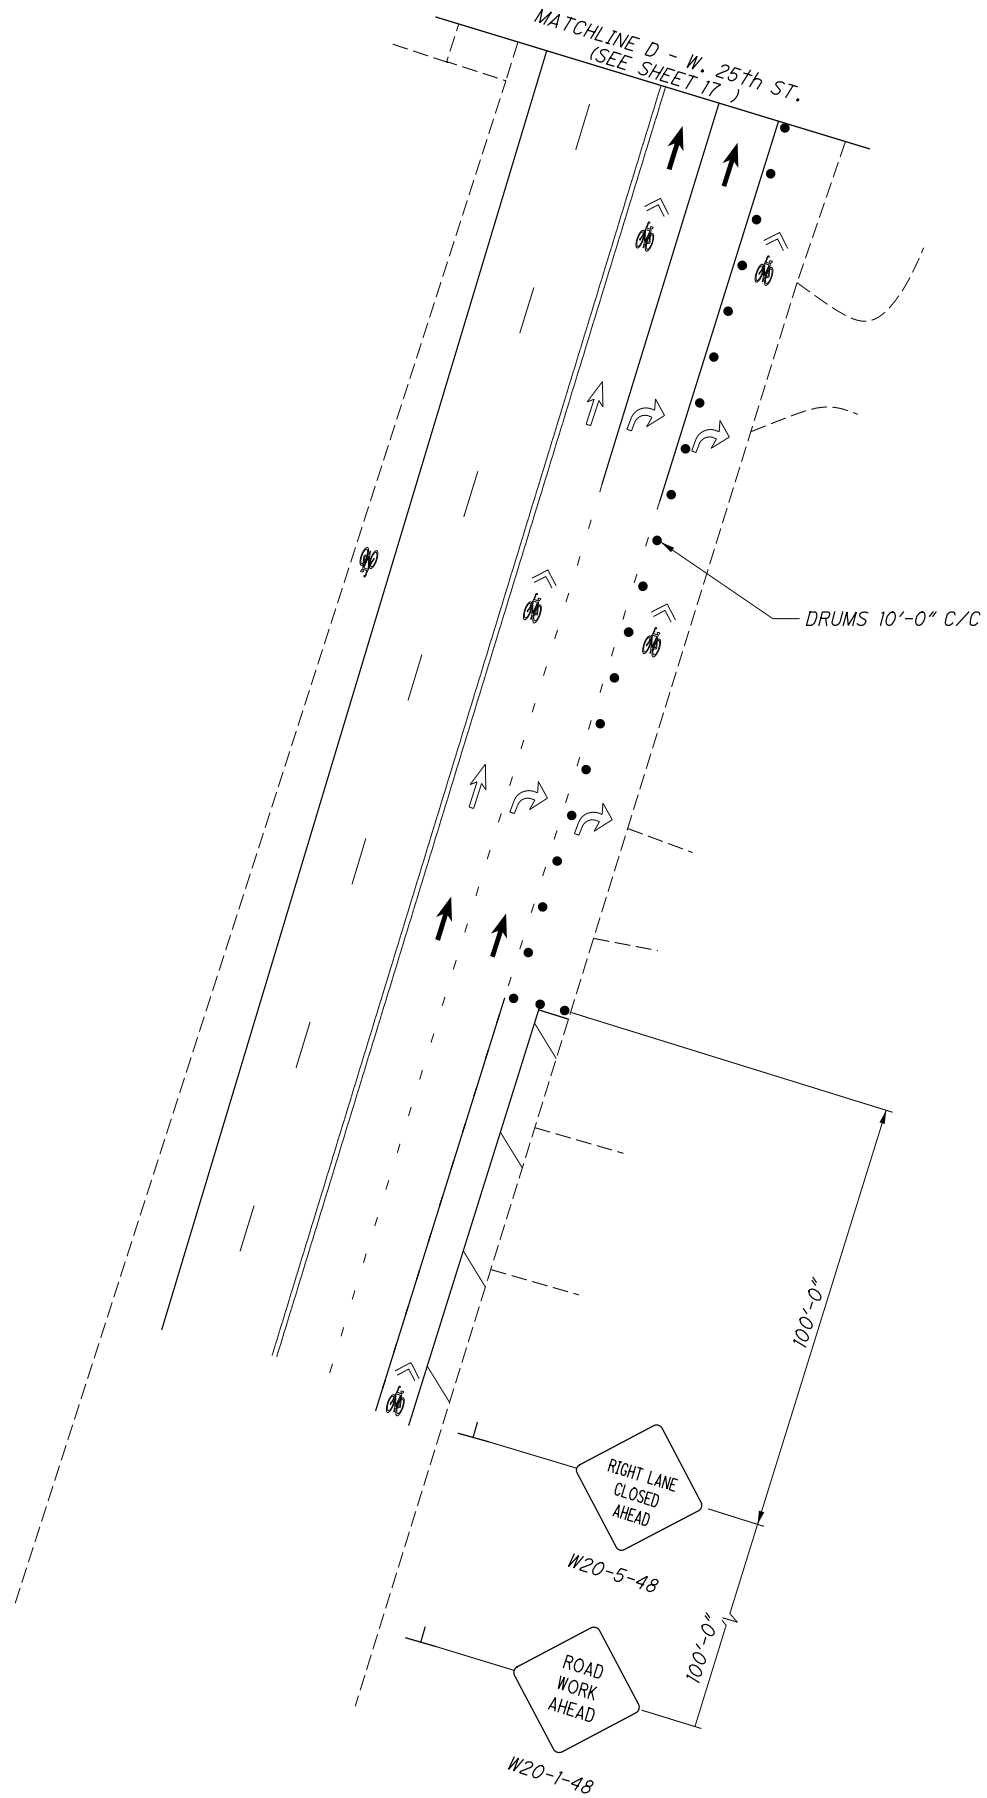 MATCHLINE D - W. 25th ST.
(SEE SHEET 17 )
DRUMS 10'-0" C/C
100'-0"
RIGHT LANE
CLOSED
AHEAD
W20-5-48
100'-0"
ROAD
WORK
AHEAD
W20-1-48